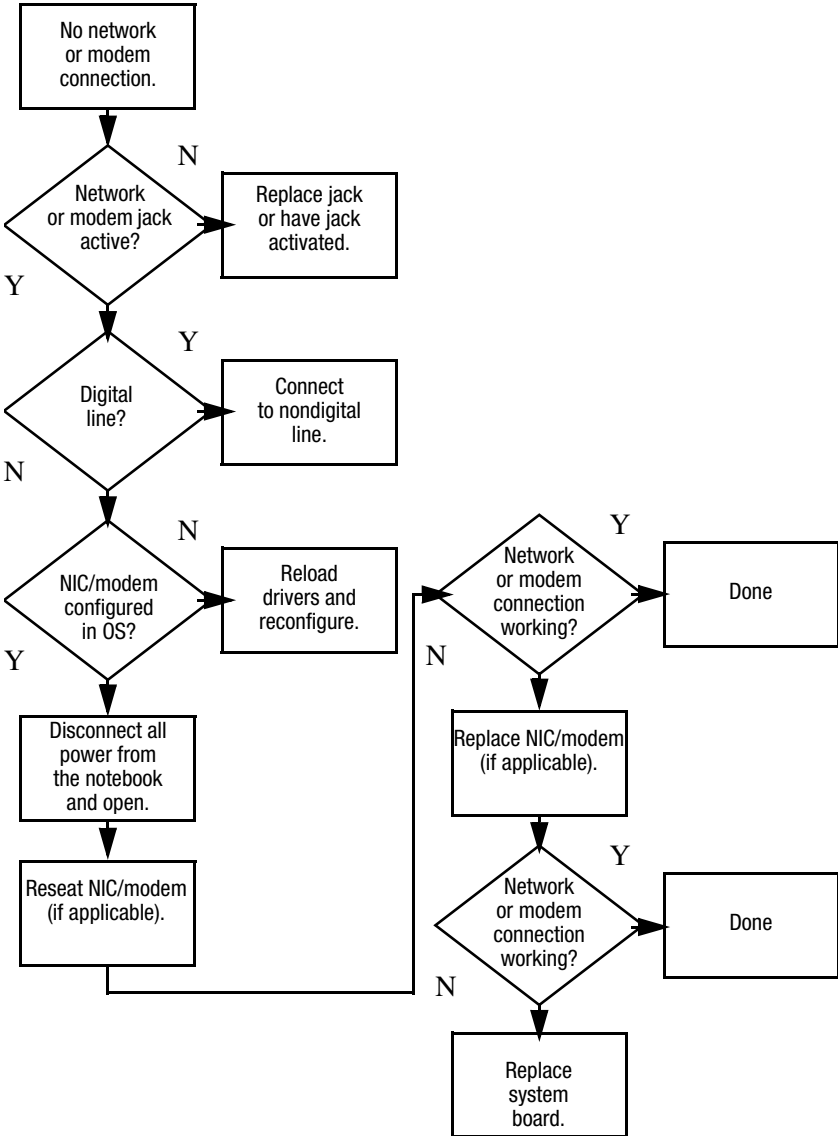 No network
or modem
connection.
N
Network
or modem jack
active?
Replace jack
or have jack
activated.
Y
Y
Digital
line?
Connect
to nondigital
line.
N
N
NIC/modem
configured
in OS?
Reload
drivers and
reconfigure.
Y
Disconnect all
power from
the notebook
and open.
Reseat NIC/modem
(if applicable).
Y
Network
or modem
connection
working?
Done
N
Replace NIC/modem
(if applicable).
Y
Network
or modem
connection
working?
Done
N
Replace
system
board.